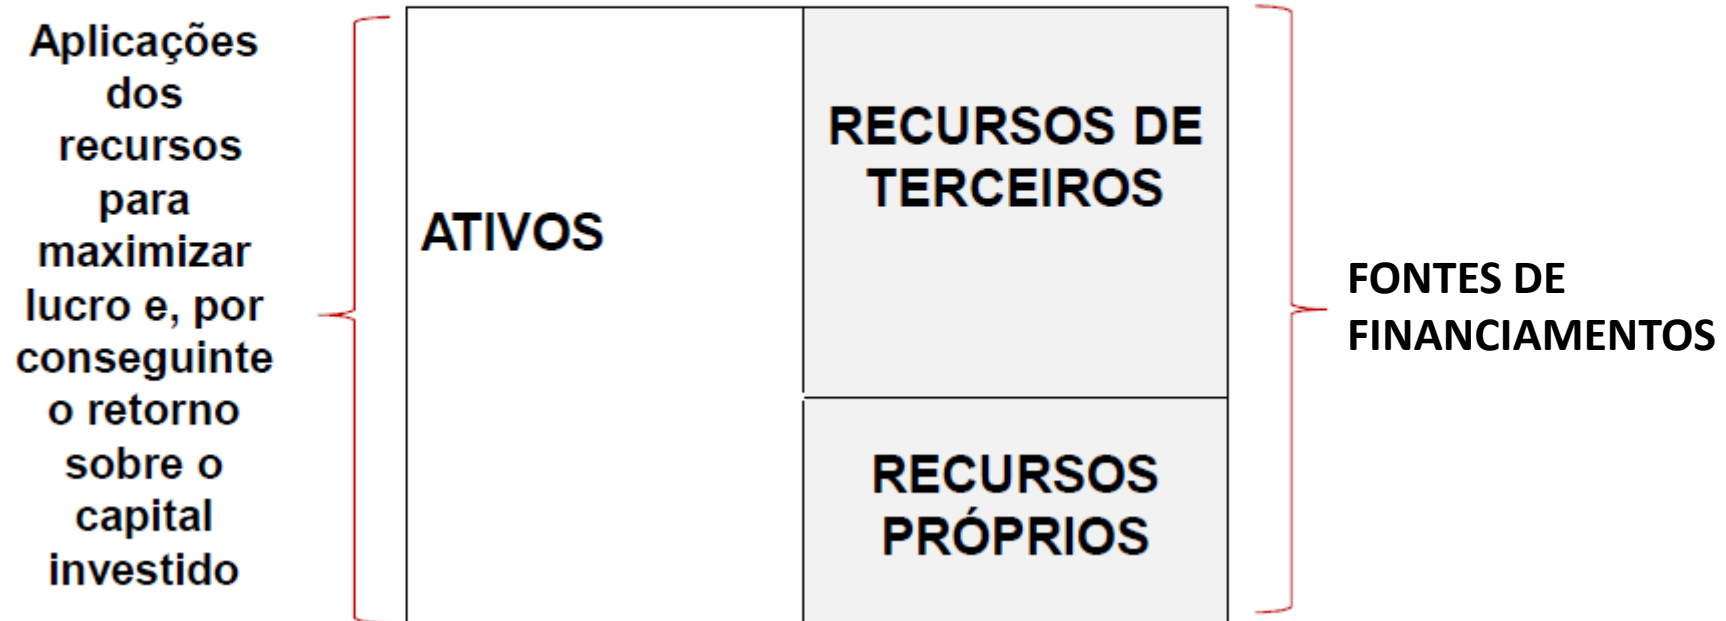 Aplicações
dos
recursos
para
maximizar
lucro e, por
conseguinte
o retorno
sobre o
capital
investido
ATIVOS
RECURSOS DE
TERCEIROS
RECURSOS
PRÓPRIOS
FONTES DE
FINANCIAMENTOS